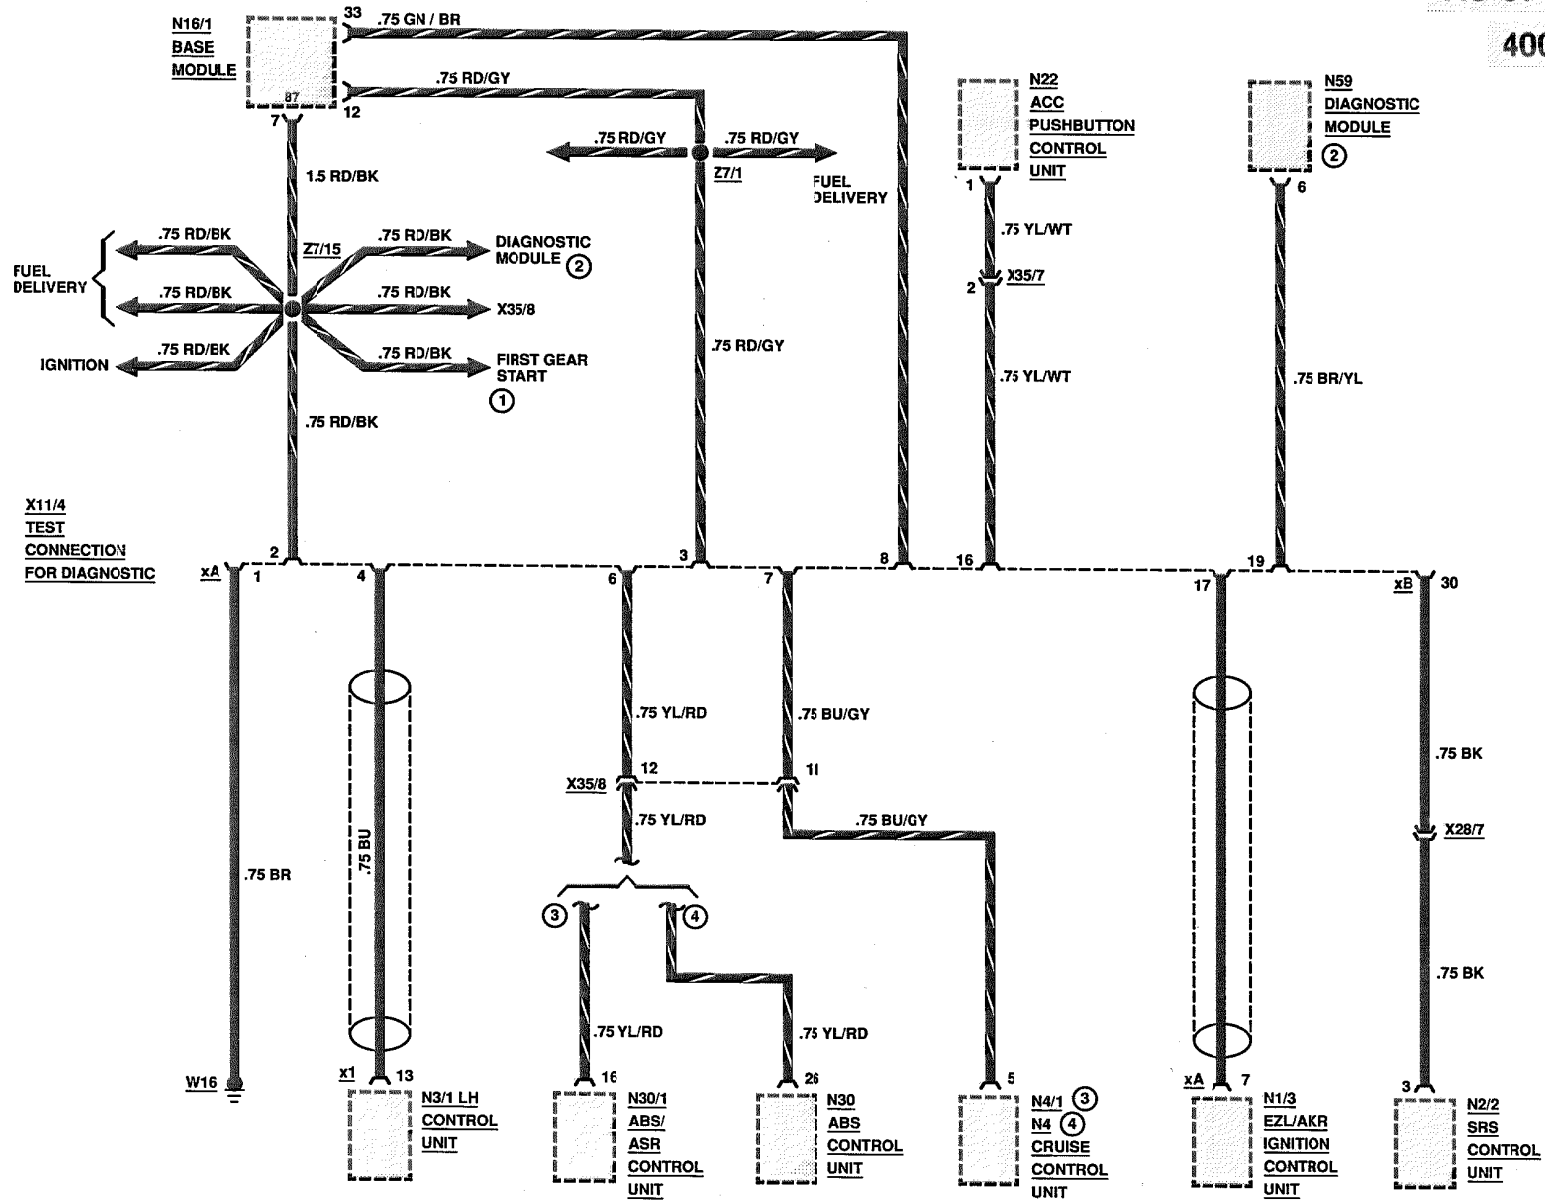 400
N16/1
BASE
MODULE
87
33
.75 GN / BR
12
.75 RD/GY
7
1.5 RD/BK
.75 RD/GY
.75 RD/GY
Z7/1
FUEL
DELIVERY
N22
ACC
PUSHBUTTON
CONTROL
UNIT
1
.75 YL/WT
2
X35/7
.75 YL/WT
N59
DIAGNOSTIC
MODULE
2
6
.75 BR/YL
FUEL
DELIVERY
.75 RD/BK
Z7/15
.75 RD/BK
DIAGNOSTIC
MODULE 2
.75 RD/BK
.75 RD/BK
X35/8
IGNITION
.75 RD/BK
.75 RD/BK
FIRST GEAR
START
1
.75 RD/BK
.75 RD/GY
X11/4
TEST
CONNECTION
FOR DIAGNOSTIC
xA
1
2
4
6
3
7
8
16
17
19
xB
30
.75 YL/RD
.75 BU/GY
.75 BK
X35/8
12
11
.75 YL/RD
.75 BU/GY
X28/7
.75 BR
.75 BU
3
4
.75 BK
.75 YL/RD
.75 YL/RD
W16
x1
13
16
26
5
xA
7
3
N3/1 LH
CONTROL
UNIT
N30/1
ABS/
ASR
CONTROL
UNIT
N30
ABS
CONTROL
UNIT
N4/1 3
N4 4
CRUISE
CONTROL
UNIT
N1/3
EZL/AKR
IGNITION
CONTROL
UNIT
N2/2
SRS
CONTROL
UNIT